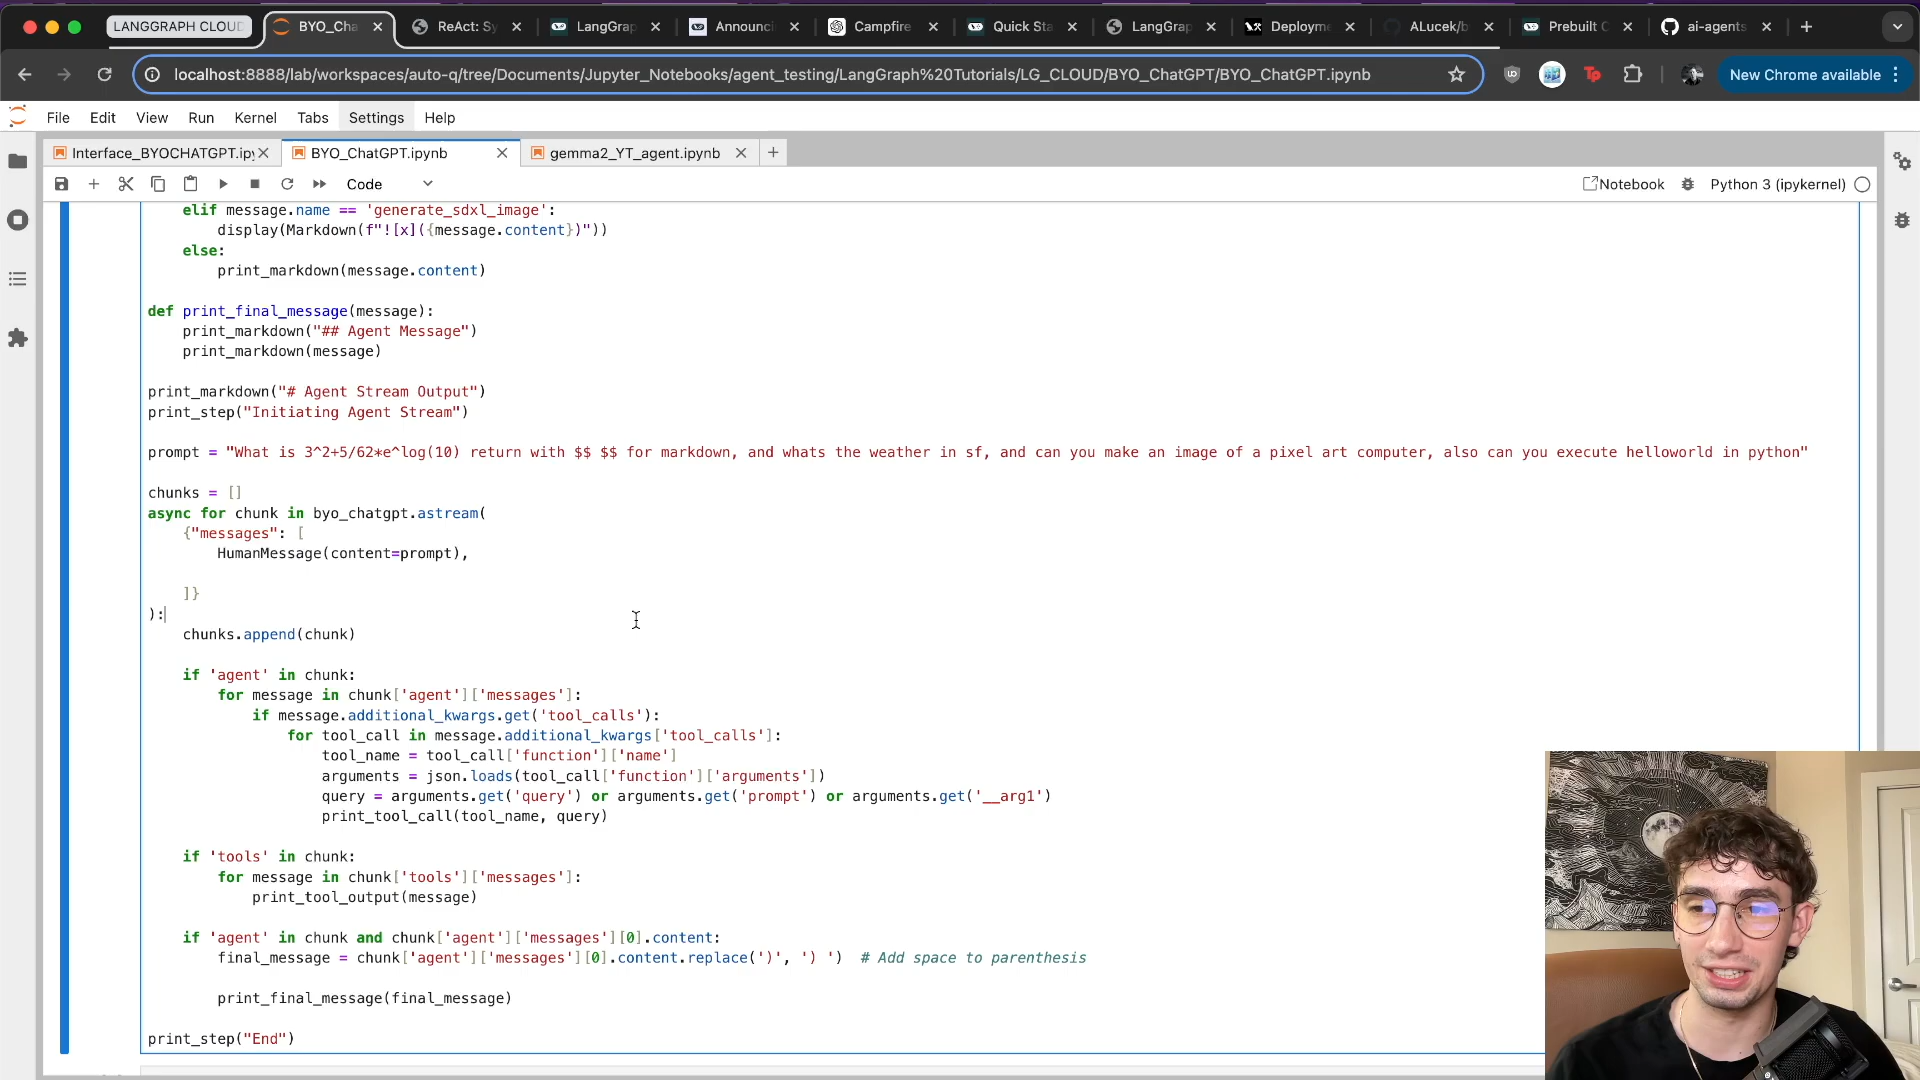 LANGGRAPH CLOUD
BYO_Cha
ReAct: Sy
LangGrap
Announci
Campfire
Quick Sta
LangGrap
Deploym
ALucek/b
Prebuilt C
ai-agents
localhost:8888/lab/workspaces/auto-q/tree/Documents/Jupyter_Notebooks/agent_testing/LangGraph%20Tutorials/LG_CLOUD/BYO_ChatGPT/BYO_ChatGPT.ipynb
New Chrome available
File Edit View Run Kernel Tabs Settings Help
Interface_BYOCHATGPT.ipy
BYO_ChatGPT.ipynb
gemma2_YT_agent.ipynb
Code
Notebook
Python 3 (ipykernel)
elif message.name == 'generate_sdxl_image':
display(Markdown(f"![x]({message.content})"))
else:
print_markdown(message.content)
def print_final_message(message):
print_markdown("## Agent Message")
print_markdown(message)
print_markdown("# Agent Stream Output")
print_step("Initiating Agent Stream")
prompt = "What is 3^2+5/62*e^log(10) return with $$ $$ for markdown, and whats the weather in sf, and can you make an image of a pixel art computer, also can you execute helloworld in python"
chunks = []
async for chunk in byo_chatgpt.astream(
{"messages": [
HumanMessage(content=prompt),
]}
):
chunks.append(chunk)
if 'agent' in chunk:
for message in chunk['agent']['messages']:
if message.additional_kwargs.get('tool_calls'):
for tool_call in message.additional_kwargs['tool_calls']:
tool_name = tool_call['function']['name']
arguments = json.loads(tool_call['function']['arguments'])
query = arguments.get('query') or arguments.get('prompt') or arguments.get('__arg1')
print_tool_call(tool_name, query)
if 'tools' in chunk:
for message in chunk['tools']['messages']:
print_tool_output(message)
if 'agent' in chunk and chunk['agent']['messages'][0].content:
final_message = chunk['agent']['messages'][0].content.replace(')', ') ')  # Add space to parenthesis
print_final_message(final_message)
print_step("End")